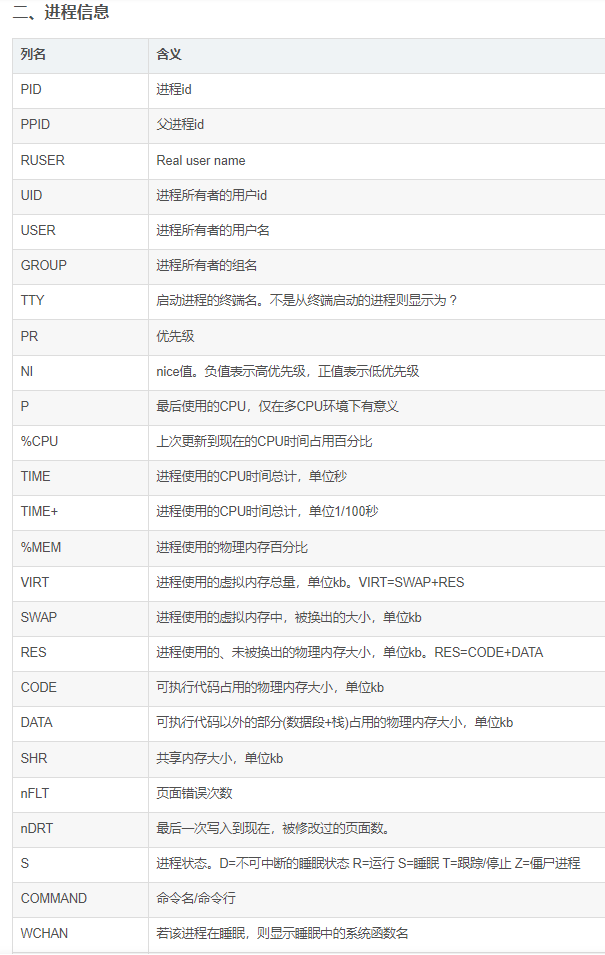 二、进程信息
列名 含义
PID 进程id
PPID 父进程id
RUSER Real user name
UID 进程所有者的用户id
USER 进程所有者的用户名
GROUP 进程所有者的组名
TTY 启动进程的终端名。不是从终端启动的进程则显示为 ?
PR 优先级
NI nice值。负值表示高优先级，正值表示低优先级
P 最后使用的CPU，仅在多CPU环境下有意义
%CPU 上次更新到现在的CPU时间占用百分比
TIME 进程使用的CPU时间总计，单位秒
TIME+ 进程使用的CPU时间总计，单位1/100秒
%MEM 进程使用的物理内存百分比
VIRT 进程使用的虚拟内存总量，单位kb。VIRT=SWAP+RES
SWAP 进程使用的虚拟内存中，被换出的大小，单位kb
RES 进程使用的、未被换出的物理内存大小，单位kb。RES=CODE+DATA
CODE 可执行代码占用的物理内存大小，单位kb
DATA 可执行代码以外的部分(数据段+栈)占用的物理内存大小，单位kb
SHR 共享内存大小，单位kb
nFLT 页面错误次数
nDRT 最后一次写入到现在，被修改过的页面数。
S 进程状态。D=不可中断的睡眠状态 R=运行 S=睡眠 T=跟踪/停止 Z=僵尸进程
COMMAND 命令名/命令行
WCHAN 若该进程在睡眠，则显示睡眠中的系统函数名